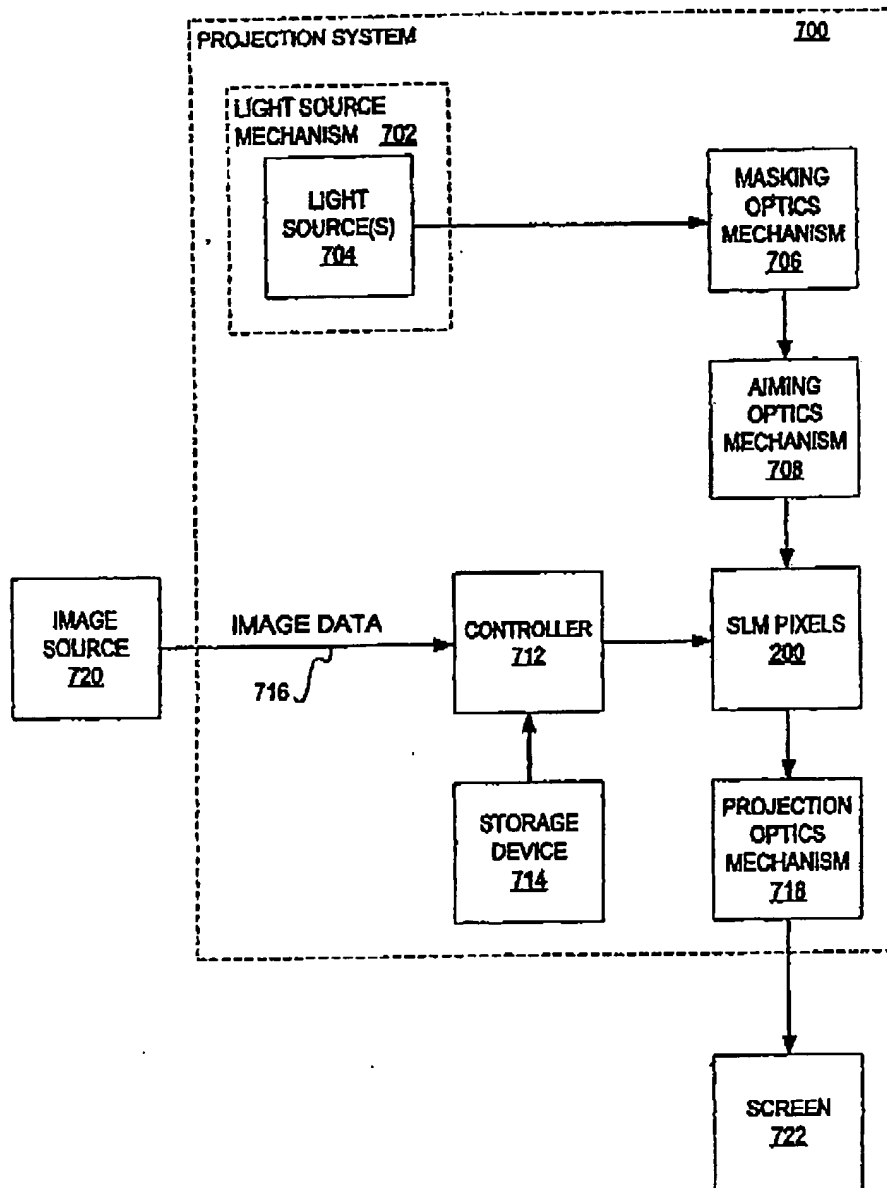 PROJECTION SYSTEM
700
LIGHT SOURCE
MECHANISM 702
LIGHT
SOURCE(S)
704
MASKING
OPTICS
MECHANISM
706
AIMING
OPTICS
MECHANISM
708
IMAGE
SOURCE
720
IMAGE DATA
716
CONTROLLER
712
SLM PIXELS
200
STORAGE
DEVICE
714
PROJECTION
OPTICS
MECHANISM
718
SCREEN
722